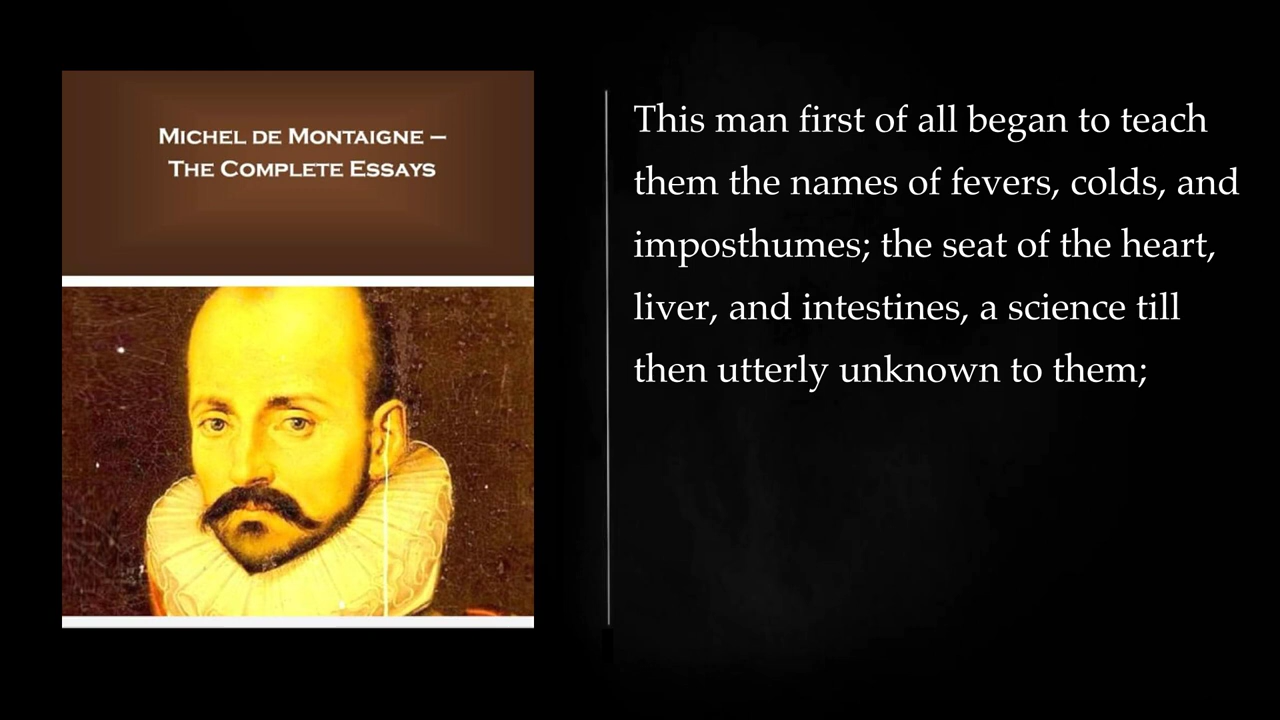 MICHEL DE MONTAIGNE –
THE COMPLETE ESSAYS
This man first of all began to teach
them the names of fevers, colds, and
imposthumes; the seat of the heart,
liver, and intestines, a science till
then utterly unknown to them;